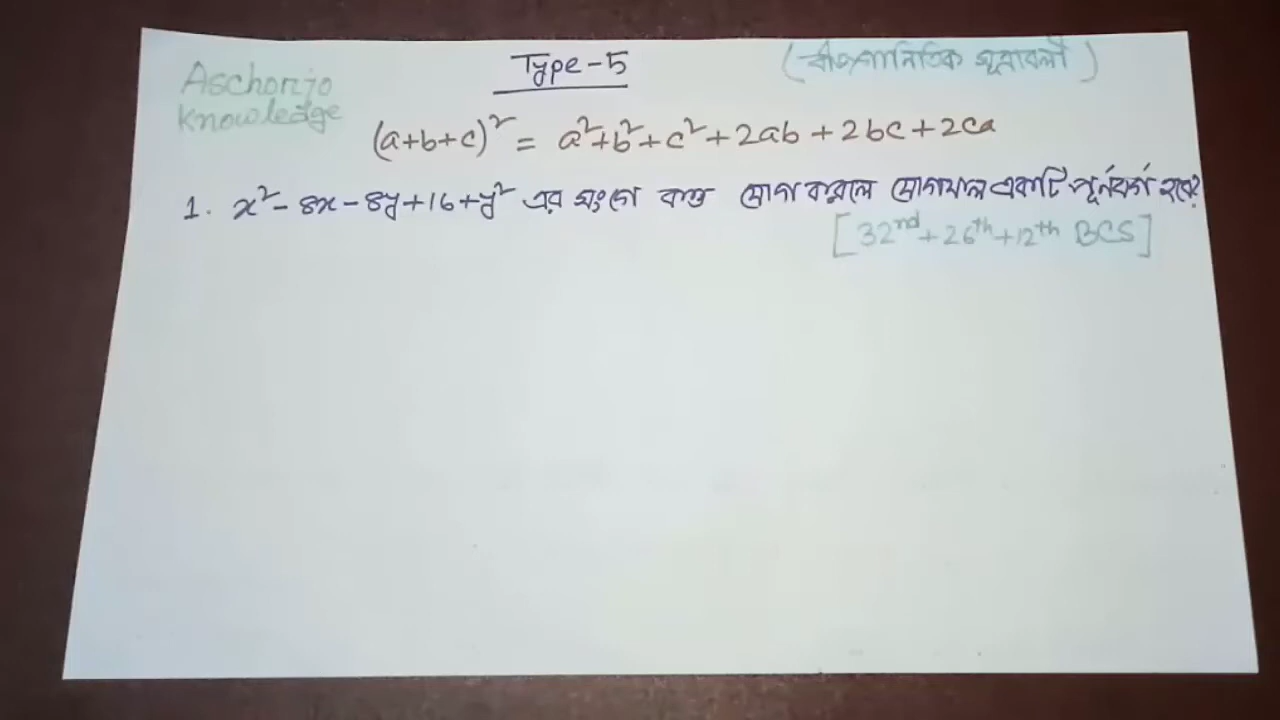 Type-5
(বীজগানিতিক সূত্রাবলী)
Aschorjo
knowledge
(a+b+c)² = a²+b²+c²+2ab+2bc+2ca
1. x²-8x-8y+16+y² এর সংগে কত যোগ করলে যোগফল একটি পূর্নবর্গ হবে?
[32nd+26th+12th BCS]